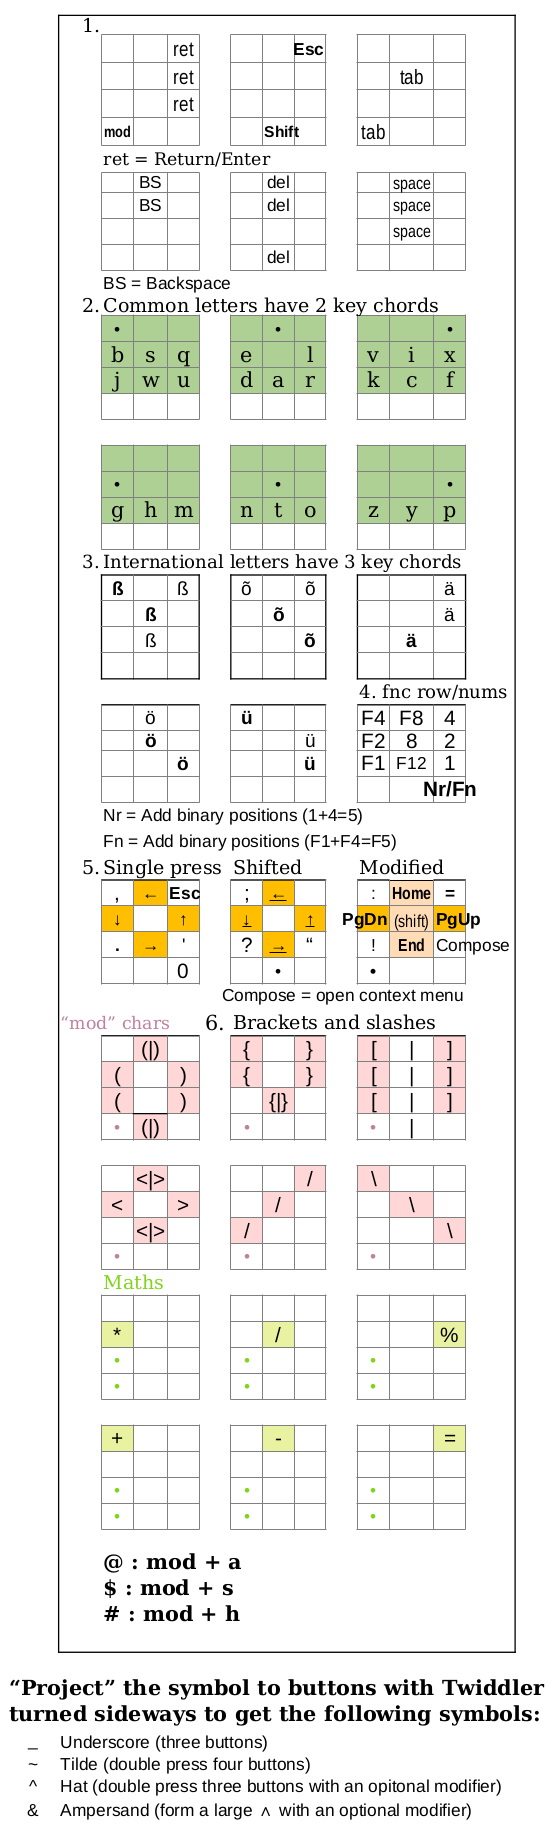 1.
ret Esc
ret tab
ret
mod Shift tab
ret = Return/Enter
BS del space
BS del space
space
del
BS = Backspace
2. Common letters have 2 key chords
• • •
b s q e l v i x
j w u d a r k c f
• • •
g h m n t o z y p
3. International letters have 3 key chords
ß ß õ õ ä
ß õ ä
ß õ ä
4. fnc row/nums
ö ü F4 F8 4
ö ü F2 8 2
ö ü F1 F12 1
Nr/Fn
Nr = Add binary positions (1+4=5)
Fn = Add binary positions (F1+F4=F5)
5. Single press Shifted Modified
, ← Esc ; ← : Home =
↓ ↑ ↓ ↑ PgDn (shift) PgUp
. → ' ? → “ ! End Compose
0 • •
Compose = open context menu
“mod” chars 6. Brackets and slashes
(|) { } [ | ]
( ) { } [ | ]
( ) {|} [ | ]
• (|) • • |
<|> / \
< > / \
<|> / \
• • •
Maths
* / %
• • •
• • •
+ - =
• • •
• • •
@ : mod + a
$ : mod + s
# : mod + h
“Project” the symbol to buttons with Twiddler
turned sideways to get the following symbols:
_ Underscore (three buttons)
~ Tilde (double press four buttons)
^ Hat (double press three buttons with an opitonal modifier)
& Ampersand (form a large ʌ with an optional modifier)